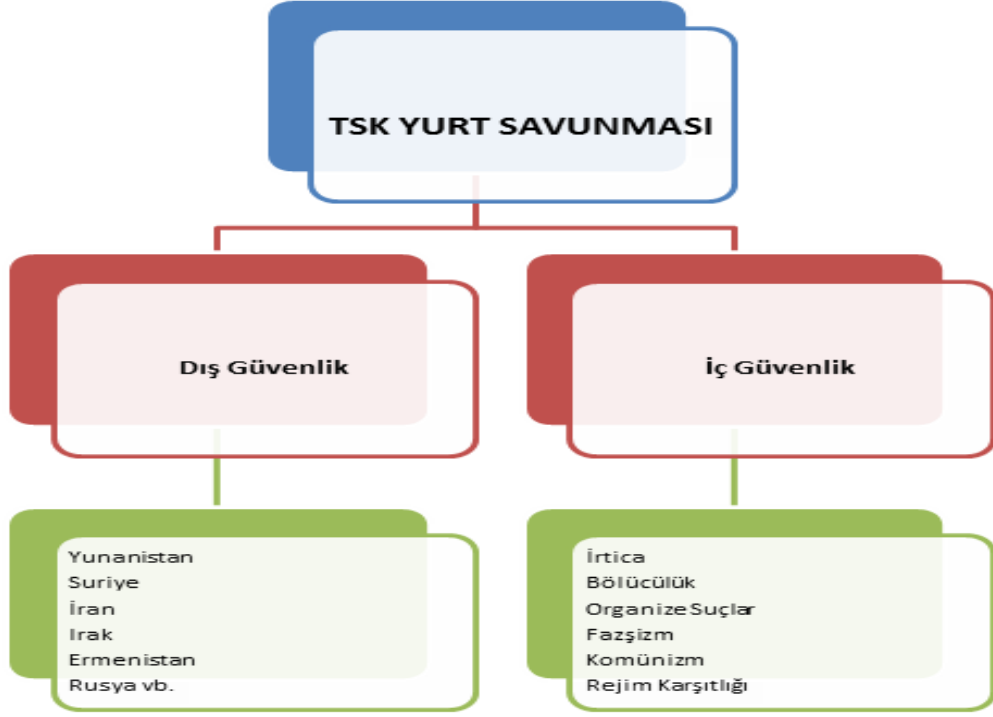 TSK YURT SAVUNMASI
Dış Güvenlik
İç Güvenlik
Yunanistan
Suriye
İran
Irak
Ermenistan
Rusya vb.
İrtica
Bölücülük
Organize Suçlar
Fazşizm
Komünizm
Rejim Karşıtlığı